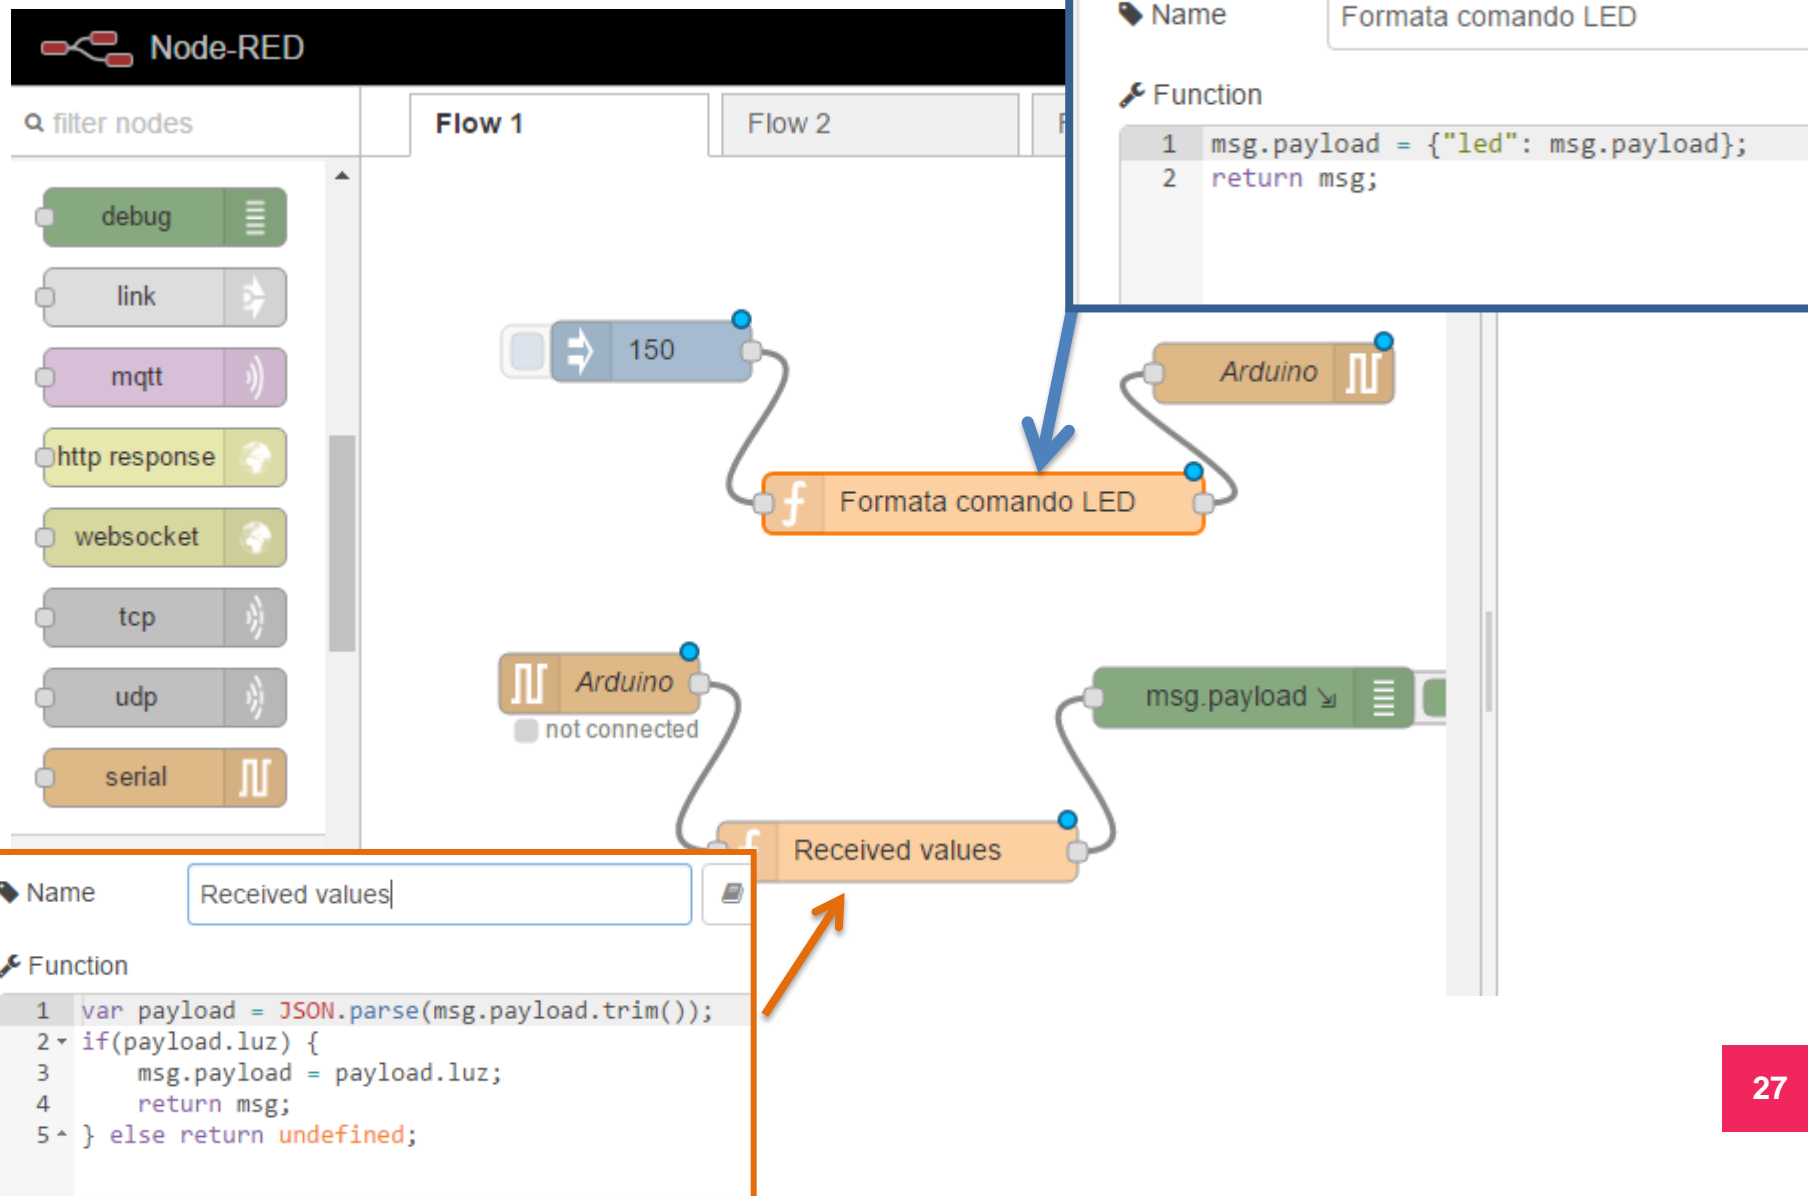 Node-RED
filter nodes
Flow 1
Flow 2
Name
Formata comando LED
Function
1 msg.payload = {"led": msg.payload};
2 return msg;
debug
link
mqtt
http response
websocket
tcp
udp
serial
150
Arduino
Formata comando LED
Arduino
not connected
msg.payload
Received values
Name
Received values
Function
1 var payload = JSON.parse(msg.payload.trim());
2 if(payload.luz) {
3 msg.payload = payload.luz;
4 return msg;
5 } else return undefined;
27